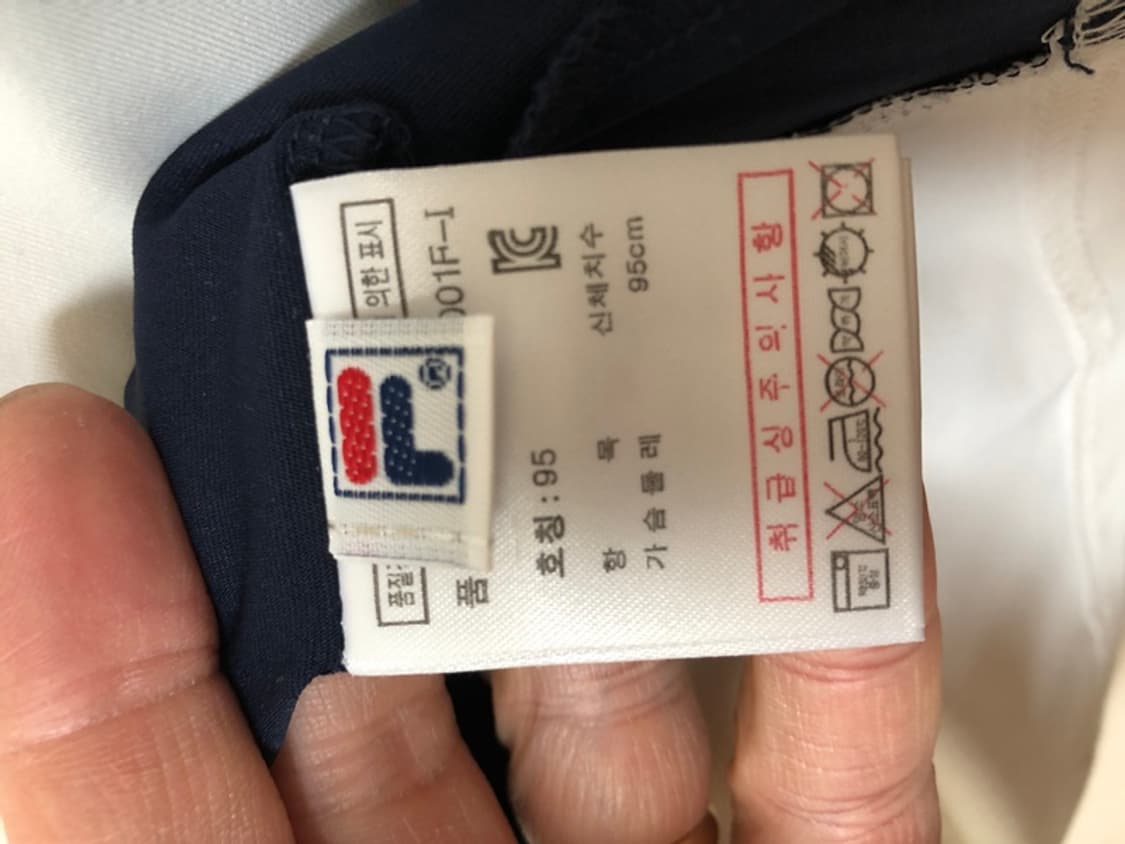 품질 의한 표시
품 001F-I
호칭 : 95
항 목 신체치수
가슴둘레 95cm
취급상주의사항